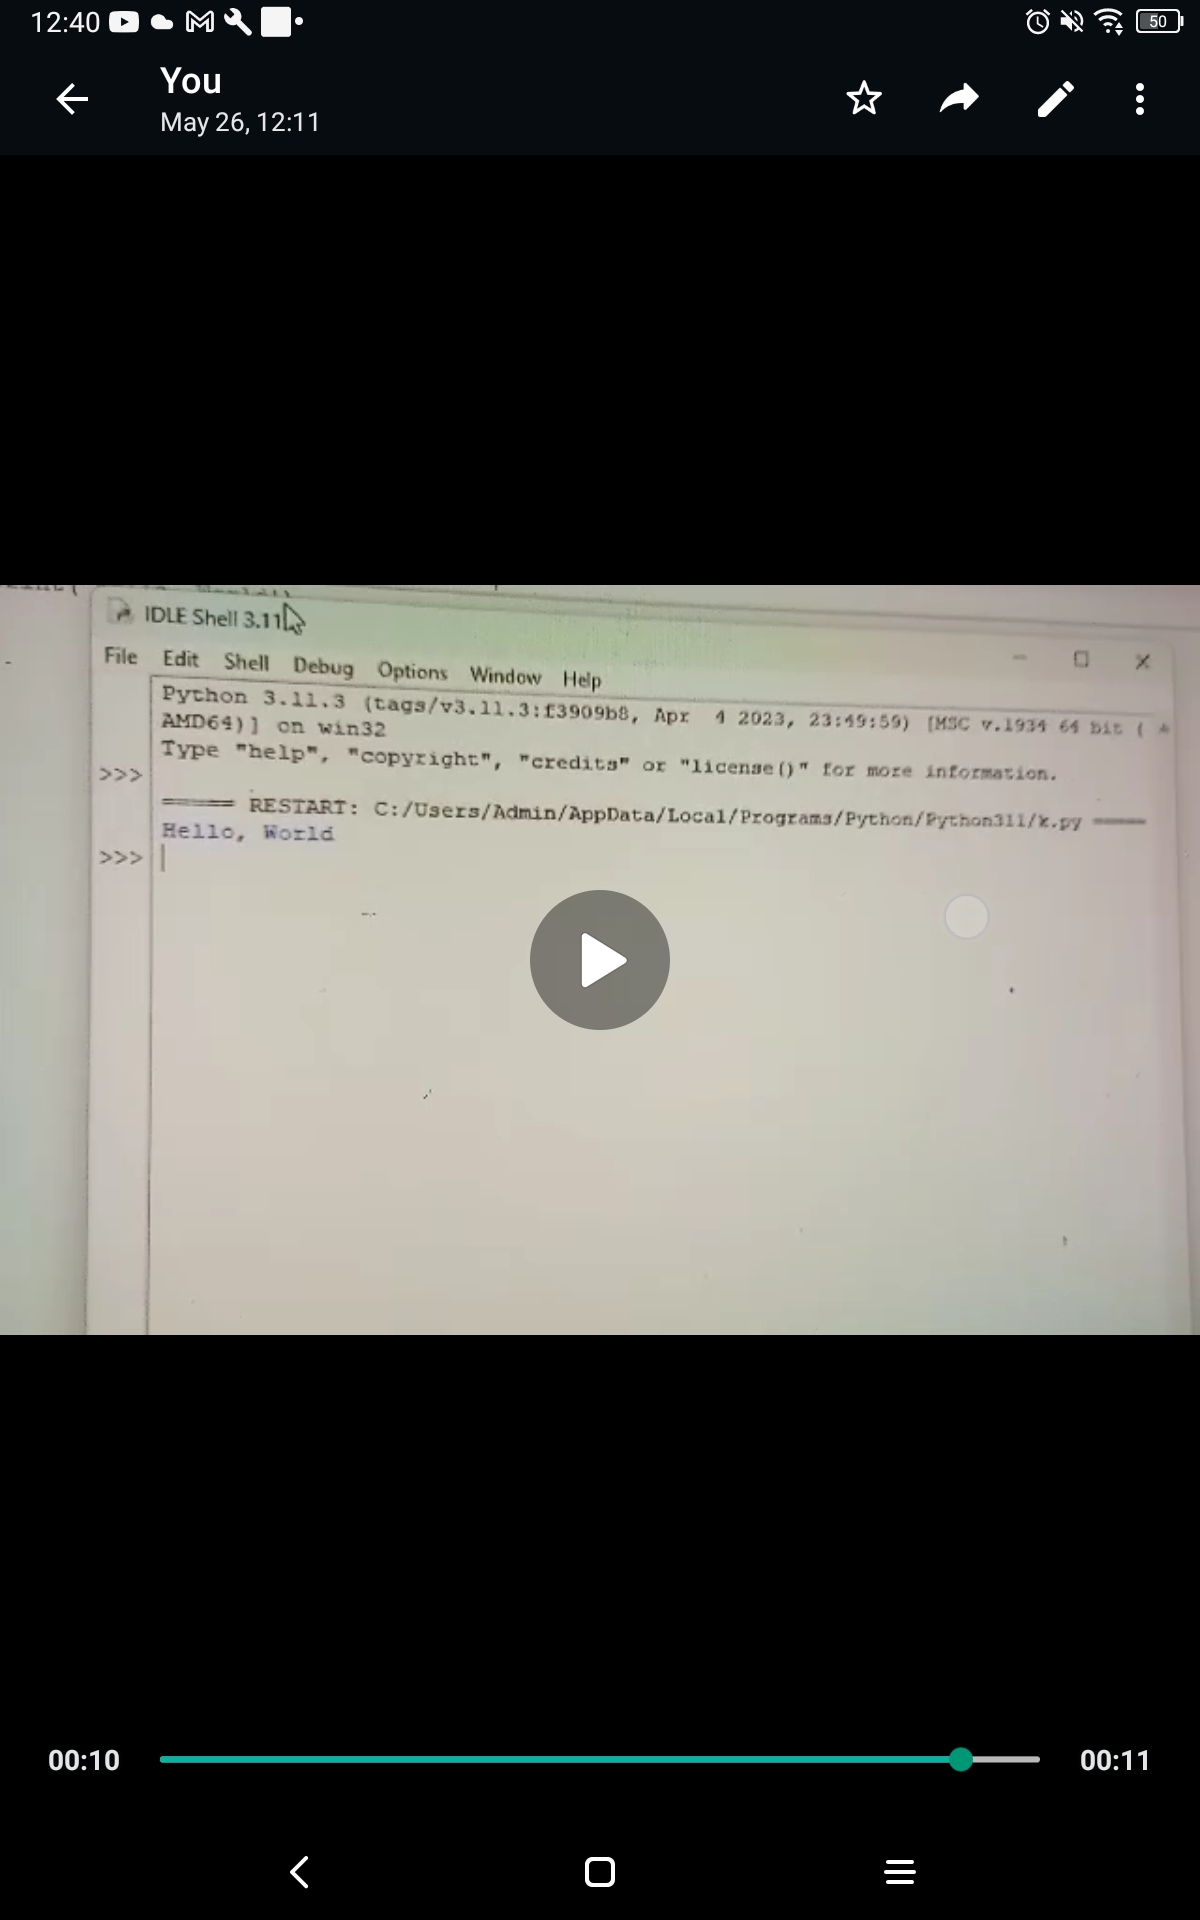 12:40
50
You
May 26, 12:11
IDLE Shell 3.11
File Edit Shell Debug Options Window Help
Python 3.11.3 (tags/v3.11.3:f3909b8, Apr 4 2023, 23:49:59) [MSC v.1934 64 bit (
AMD64)] on win32
Type "help", "copyright", "credits" or "license()" for more information.
>>>
===== RESTART: C:/Users/Admin/AppData/Local/Programs/Python/Python311/k.py =====
Hello, World
>>>
00:10
00:11